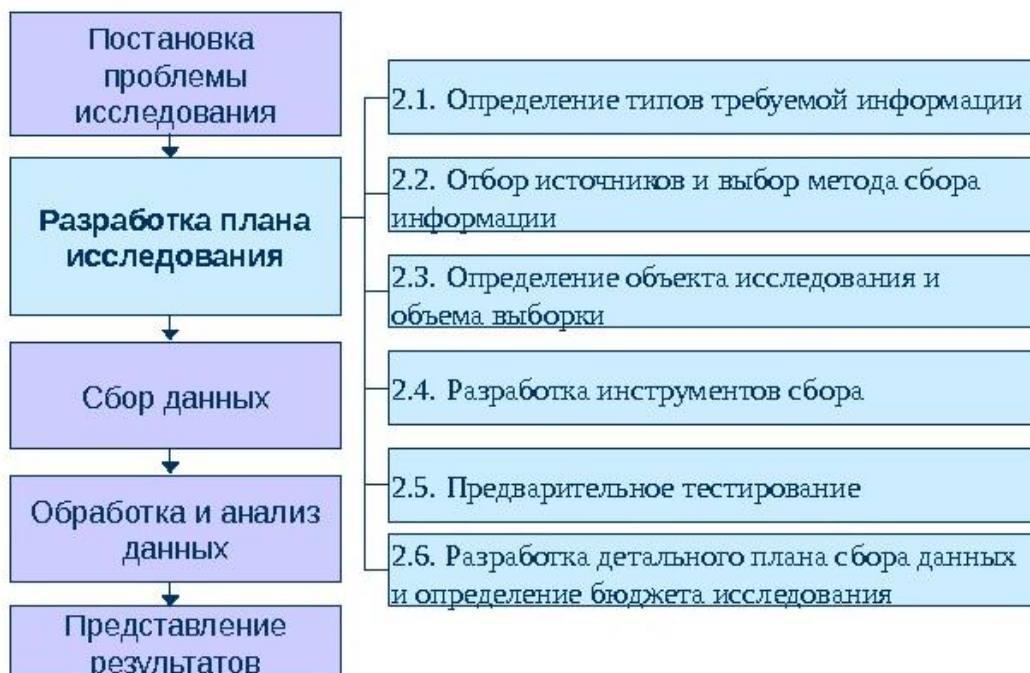 Постановка
проблемы
исследования
Разработка плана
исследования
2.1. Определение типов требуемой информации
2.2. Отбор источников и выбор метода сбора
информации
2.3. Определение объекта исследования и
объема выборки
2.4. Разработка инструментов сбора
2.5. Предварительное тестирование
2.6. Разработка детального плана сбора данных
и определение бюджета исследования
Сбор данных
Обработка и анализ
данных
Представление
результатов